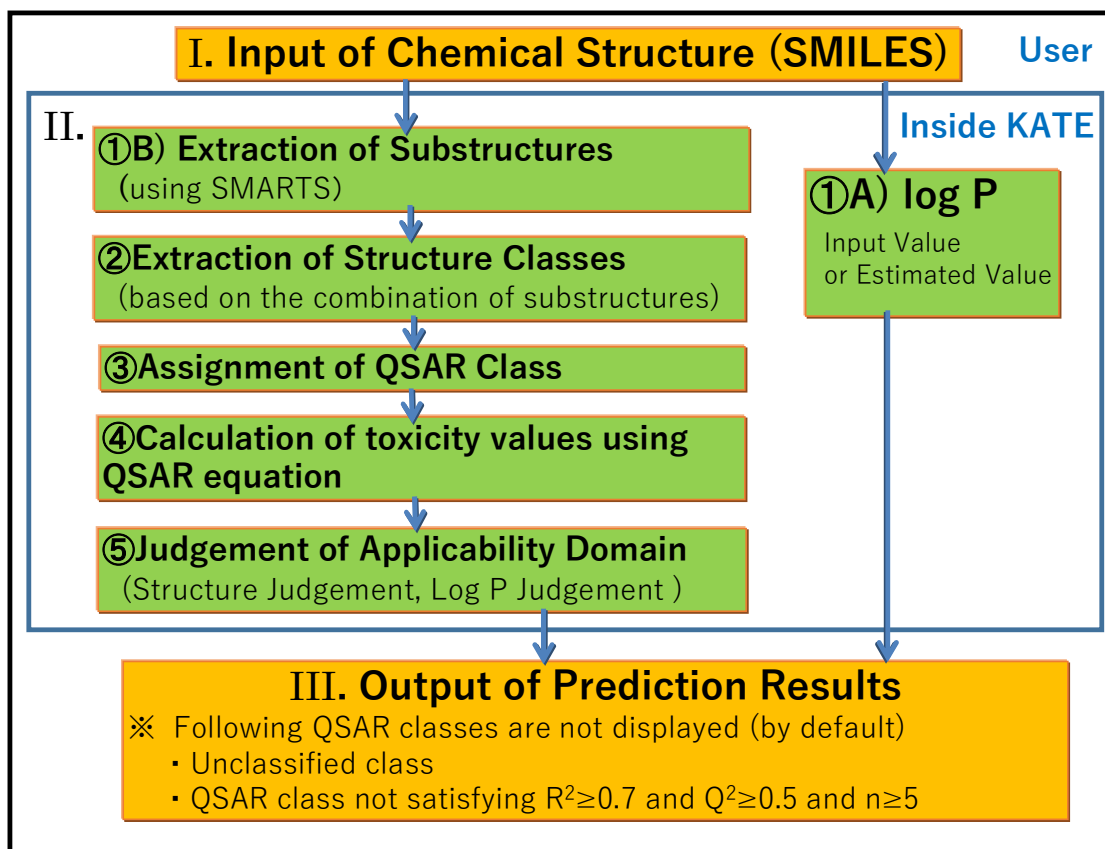 I. Input of Chemical Structure (SMILES)
User
II.
Inside KATE
①B) Extraction of Substructures
(using SMARTS)
①A) log P
Input Value
or Estimated Value
②Extraction of Structure Classes
(based on the combination of substructures)
③Assignment of QSAR Class
④Calculation of toxicity values using
QSAR equation
⑤Judgement of Applicability Domain
(Structure Judgement, Log P Judgement )
III. Output of Prediction Results
※ Following QSAR classes are not displayed (by default)
・Unclassified class
・QSAR class not satisfying R²≥0.7 and Q²≥0.5 and n≥5